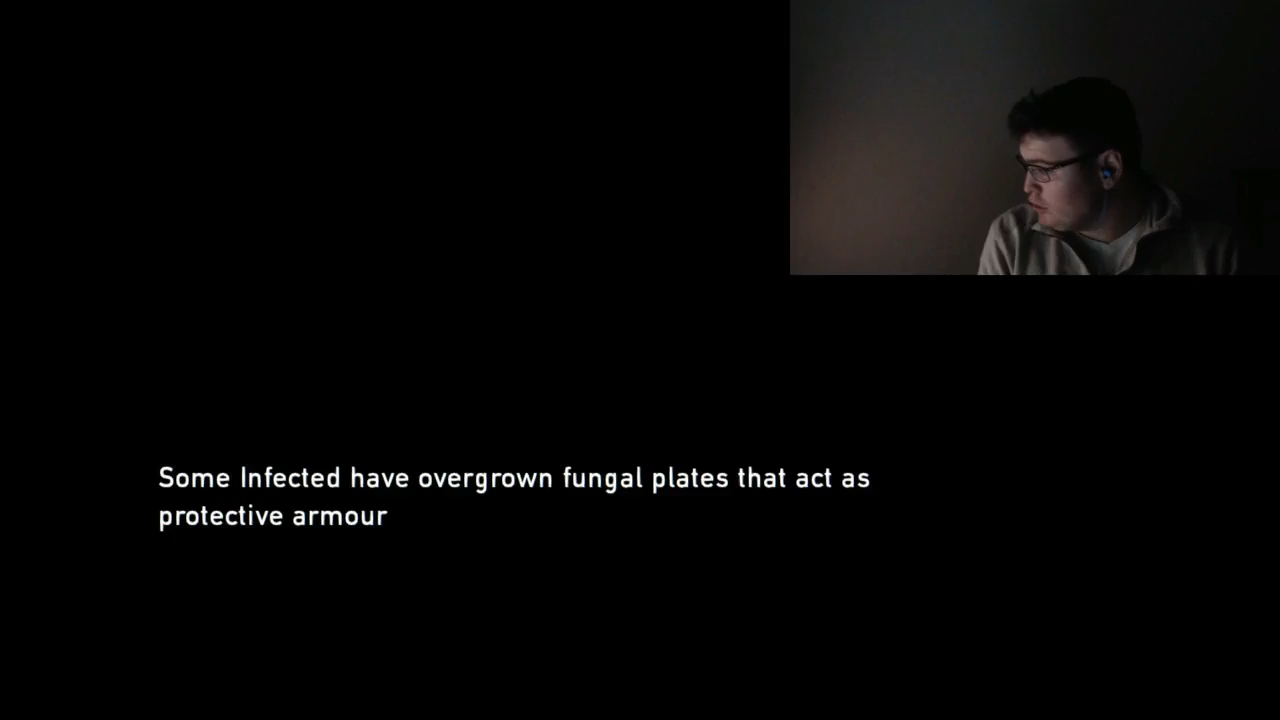 Some Infected have overgrown fungal plates that act as
protective armour